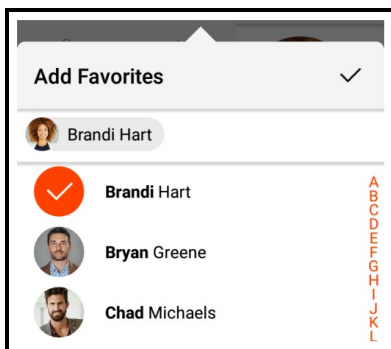 Add Favorites
Brandi Hart
Brandi Hart
Bryan Greene
Chad Michaels
A
B
C
D
E
F
G
H
I
J
K
L